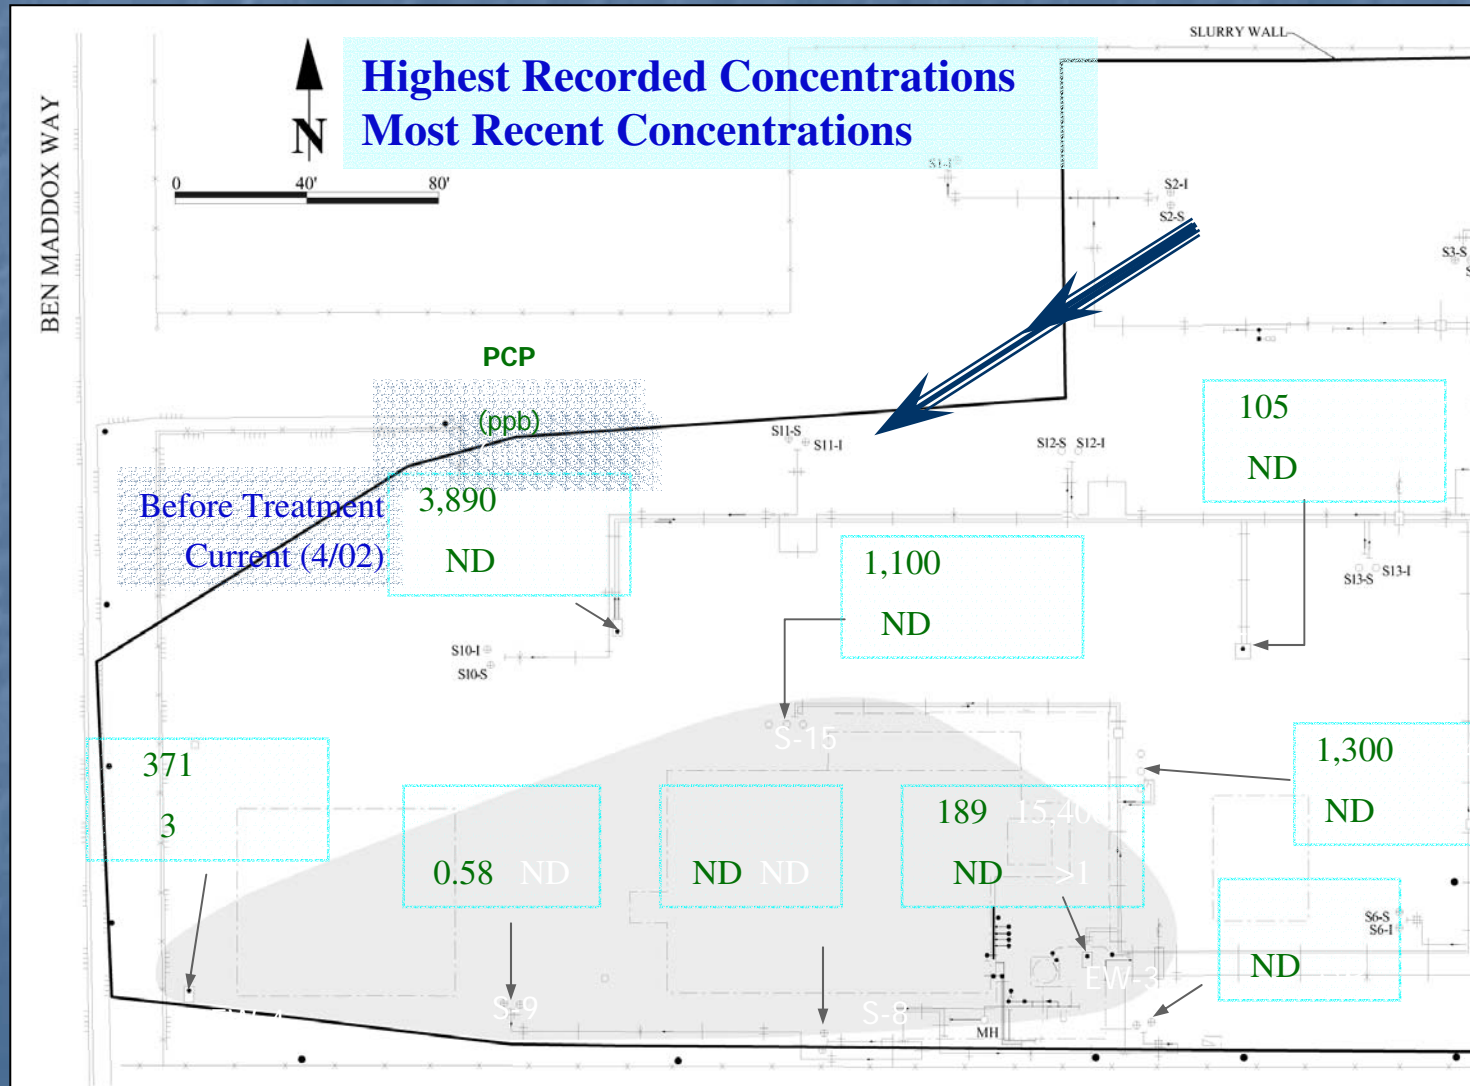 SLURRY WALL
Highest Recorded Concentrations
Most Recent Concentrations
N
0 40' 80'
BEN MADDOX WAY
S1-I
S2-I
S2-S
S3-S
PCP
(ppb)
Before Treatment
Current (4/02)
3,890
ND
S11-S
S11-I
S12-S S12-I
105
ND
1,100
ND
S13-S S13-I
S10-I
S10-S
S-15
371
3
0.58 ND
ND ND
189
ND >1
1,300
ND
S6-S
S6-I
ND
EW-3
S-9
S-8
MH